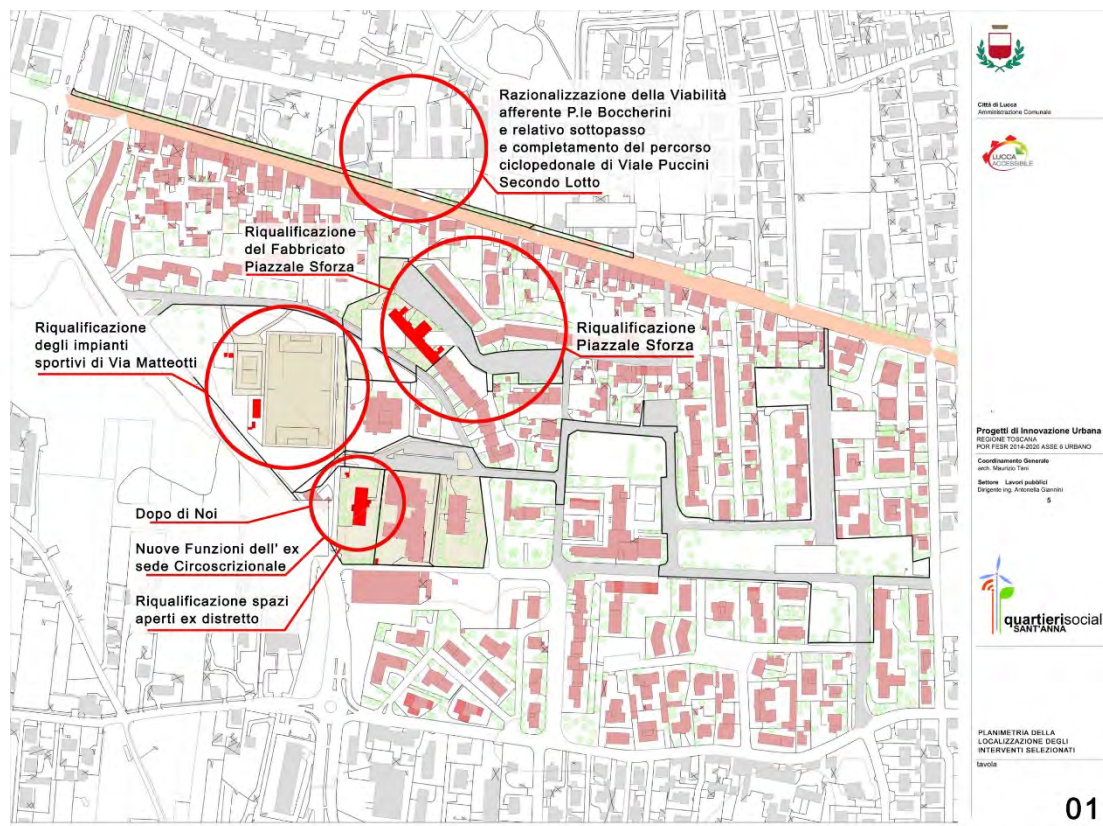 Razionalizzazione della Viabilità
afferente P.le Boccherini
e relativo sottopasso
e completamento del percorso
ciclopedonale di Viale Puccini
Secondo Lotto
Riqualificazione
del Fabbricato
Piazzale Sforza
Riqualificazione
Piazzale Sforza
Riqualificazione
degli impianti
sportivi di Via Matteotti
Dopo di Noi
Nuove Funzioni dell' ex
sede Circoscrizionale
Riqualificazione spazi
aperti ex distretto
Città di Lucca
Amministrazione Comunale
LUCCA
ACCESSIBILE
Progetti di Innovazione Urbana
REGIONE TOSCANA
POR FESR 2014-2020 ASSE 6 URBANO
Coordinamento Generale
arch. Maurizio Tani
Settore Lavori pubblici
Dirigente ing. Antonella Giannini
5
quartierisocial
SANT'ANNA
PLANIMETRIA DELLA
LOCALIZZAZIONE DEGLI
INTERVENTI SELEZIONATI
tavola
01